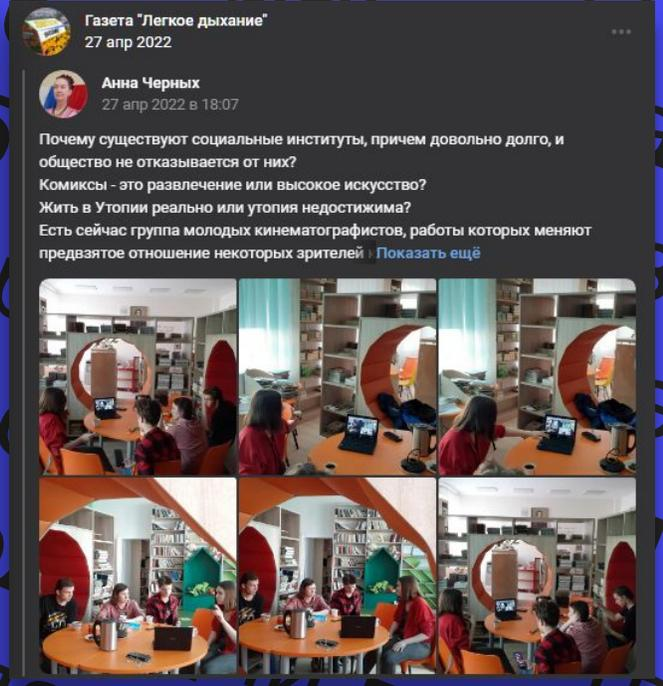 Газета "Легкое дыхание"
27 апр 2022
Анна Черных
27 апр 2022 в 18:07
Почему существуют социальные институты, причем довольно долго, и
общество не отказывается от них?
Комиксы - это развлечение или высокое искусство?
Жить в Утопии реально или утопия недостижима?
Есть сейчас группа молодых кинематографистов, работы которых меняют
предвзятое отношение некоторых зрителей Показать ещё